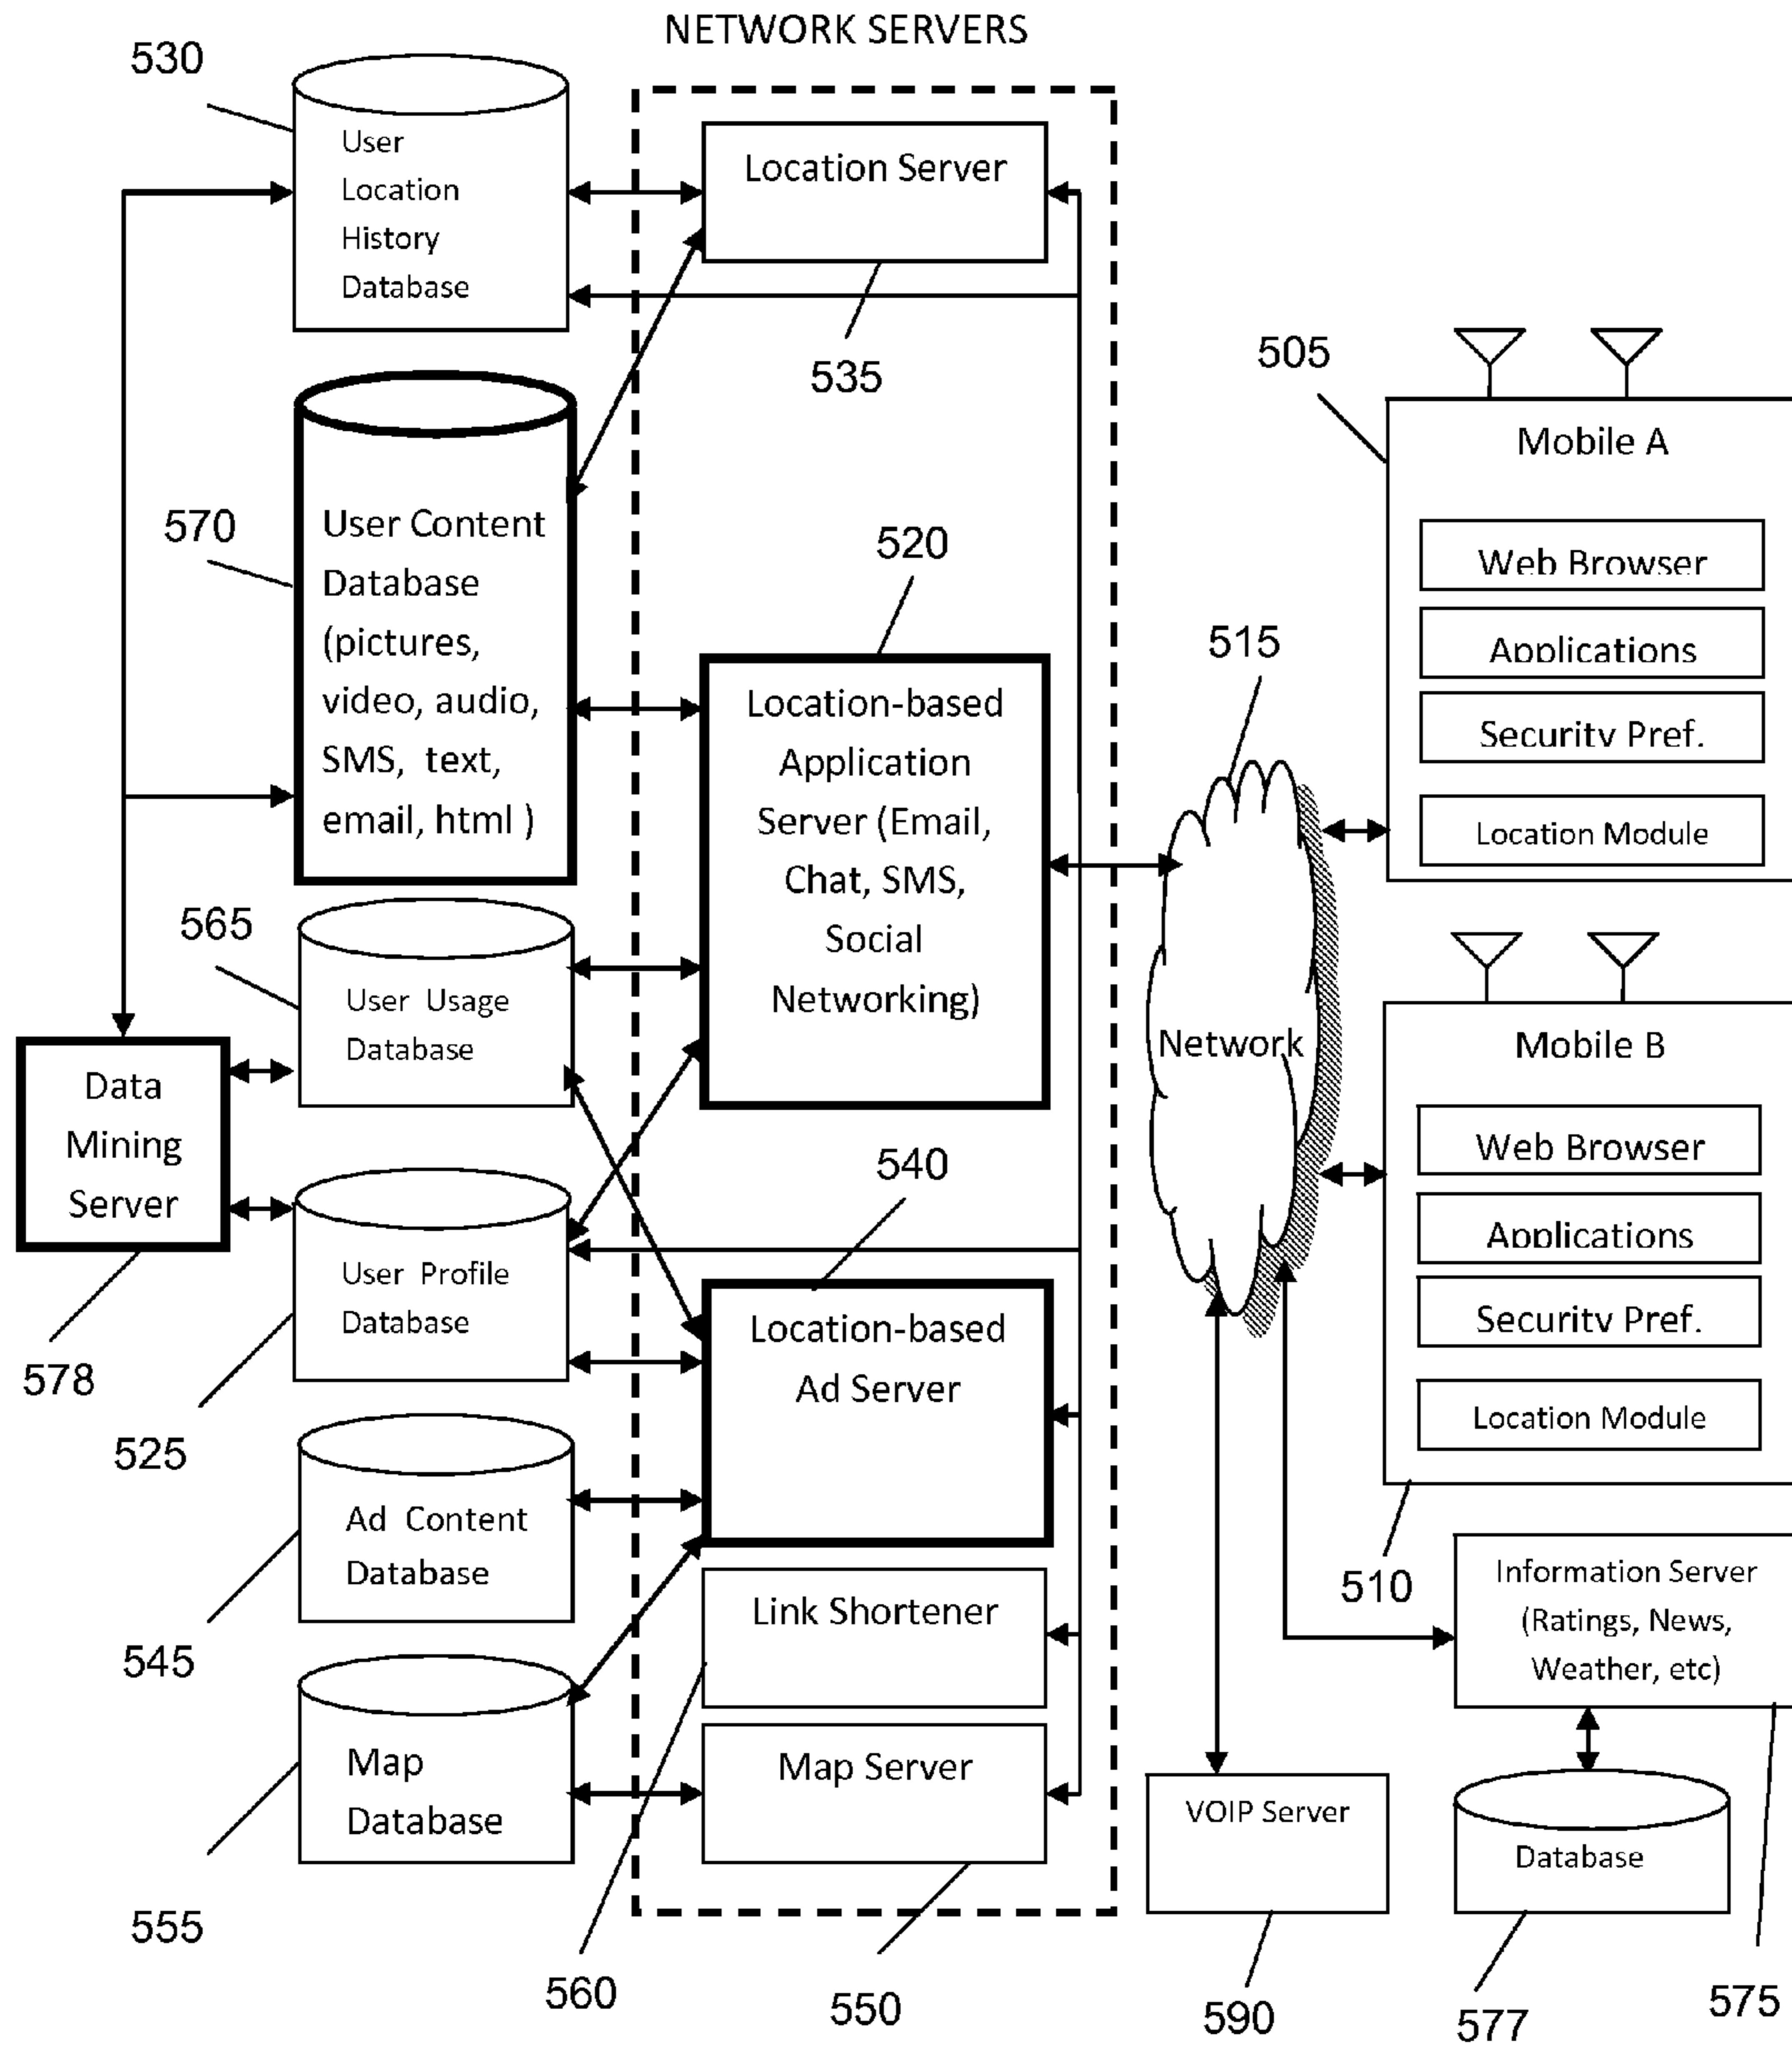 NETWORK SERVERS
530
User
Location
History
Database
Location Server
535
570
User Content
Database
(pictures,
video, audio,
SMS, text,
email, html )
520
Location-based
Application
Server (Email,
Chat, SMS,
Social
Networking)
515
Network
505
Mobile A
Web Browser
Applications
Security Pref.
Location Module
565
User Usage
Database
Data
Mining
Server
578
User Profile
Database
525
540
Location-based
Ad Server
Mobile B
Web Browser
Applications
Security Pref.
Location Module
510
Ad Content
Database
545
Link Shortener
560
Map
Database
555
Map Server
550
VOIP Server
590
Information Server
(Ratings, News,
Weather, etc)
575
Database
577